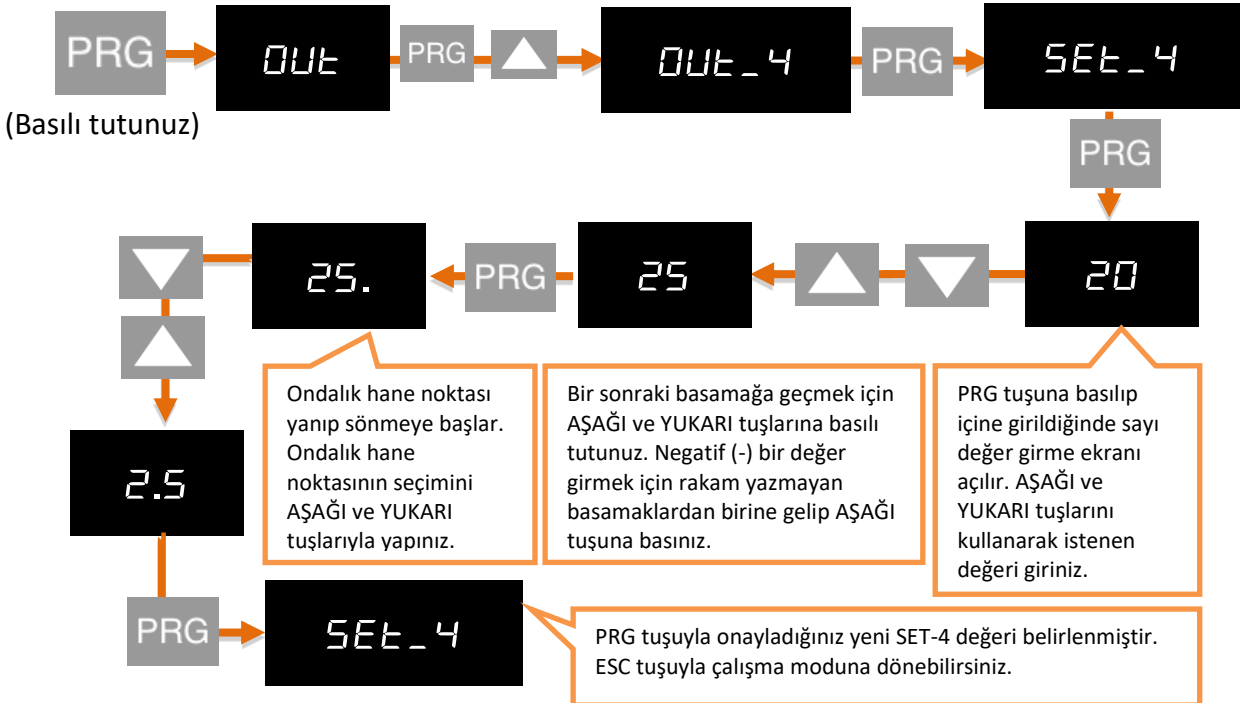 PRG
OUt
PRG
OUt_4
PRG
SEt_4
(Basılı tutunuz)
PRG
25.
PRG
25
20
Ondalık hane noktası
yanıp sönmeye başlar.
Ondalık hane
noktasının seçimini
AŞAĞI ve YUKARI
tuşlarıyla yapınız.
Bir sonraki basamağa geçmek için
AŞAĞI ve YUKARI tuşlarına basılı
tutunuz. Negatif (-) bir değer
girmek için rakam yazmayan
basamaklardan birine gelip AŞAĞI
tuşuna basınız.
PRG tuşuna basılıp
içine girildiğinde sayı
değer girme ekranı
açılır. AŞAĞI ve
YUKARI tuşlarını
kullanarak istenen
değeri giriniz.
2.5
PRG
SEt_4
PRG tuşuyla onayladığınız yeni SET-4 değeri belirlenmiştir.
ESC tuşuyla çalışma moduna dönebilirsiniz.